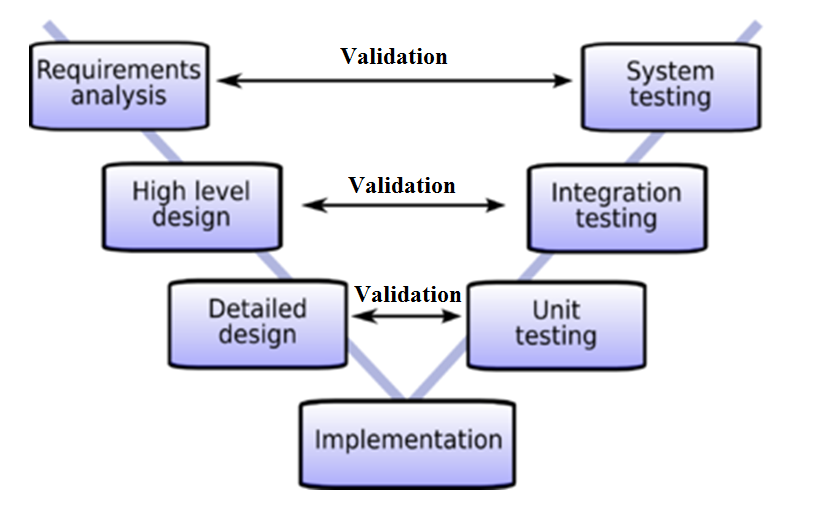 Validation
Requirements
analysis
System
testing
Validation
High level
design
Integration
testing
Validation
Detailed
design
Unit
testing
Implementation